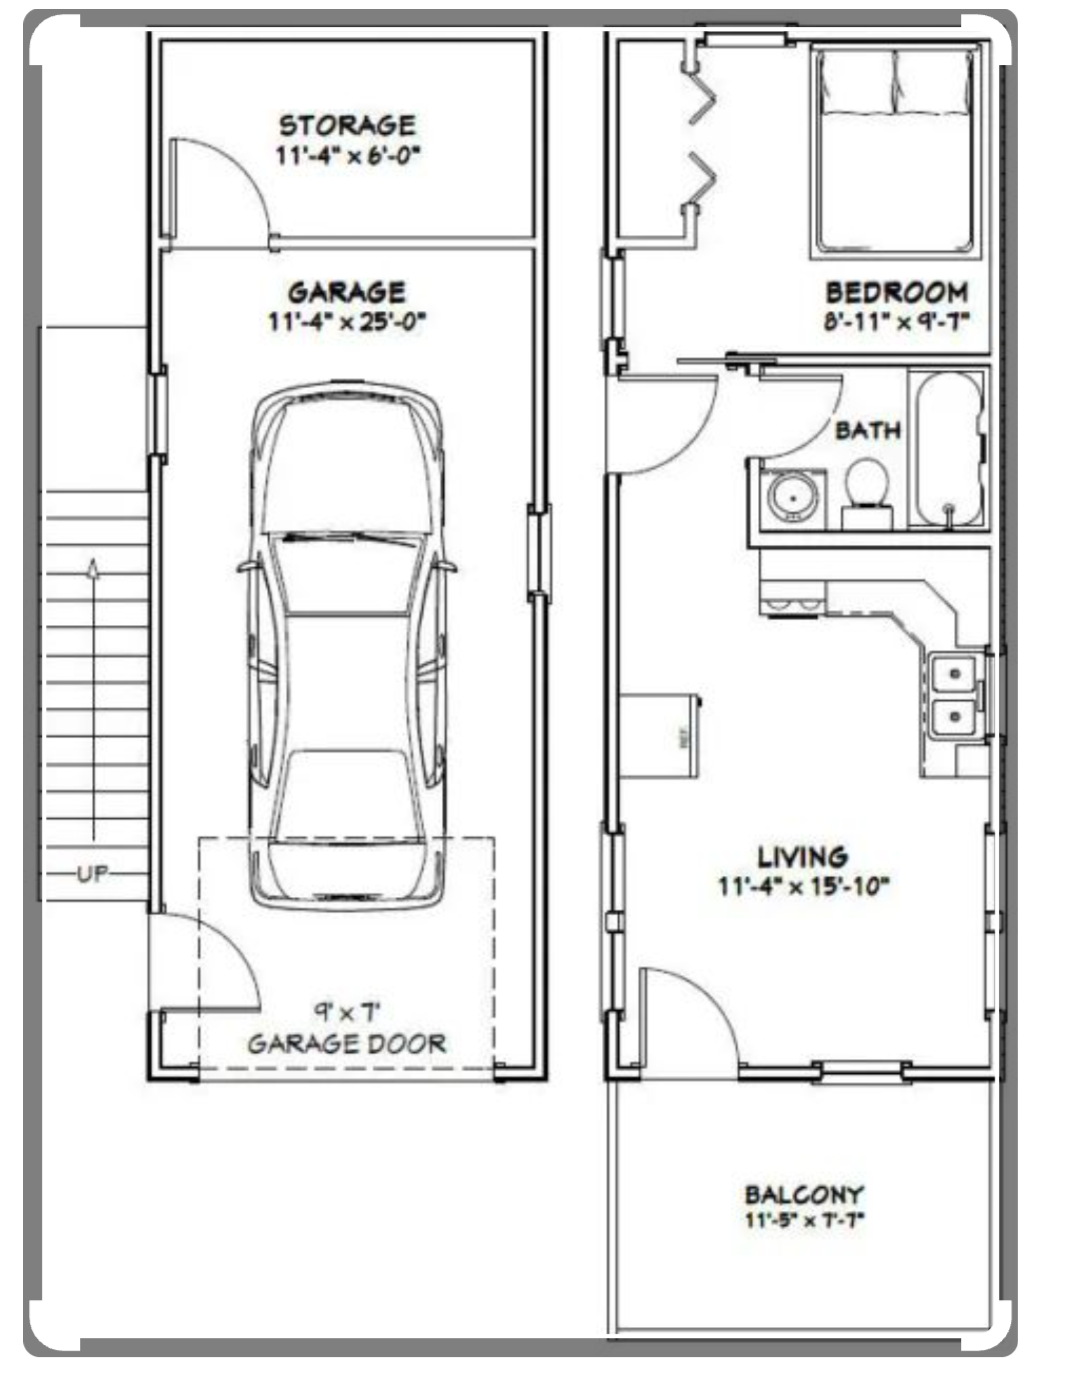 STORAGE
11'-4" x 6'-0"
GARAGE
11'-4" x 25'-0"
UP
9' x 7'
GARAGE DOOR
BEDROOM
8'-11" x 9'-7"
BATH
REF.
LIVING
11'-4" x 15'-10"
BALCONY
11'-5" x 7'-7"